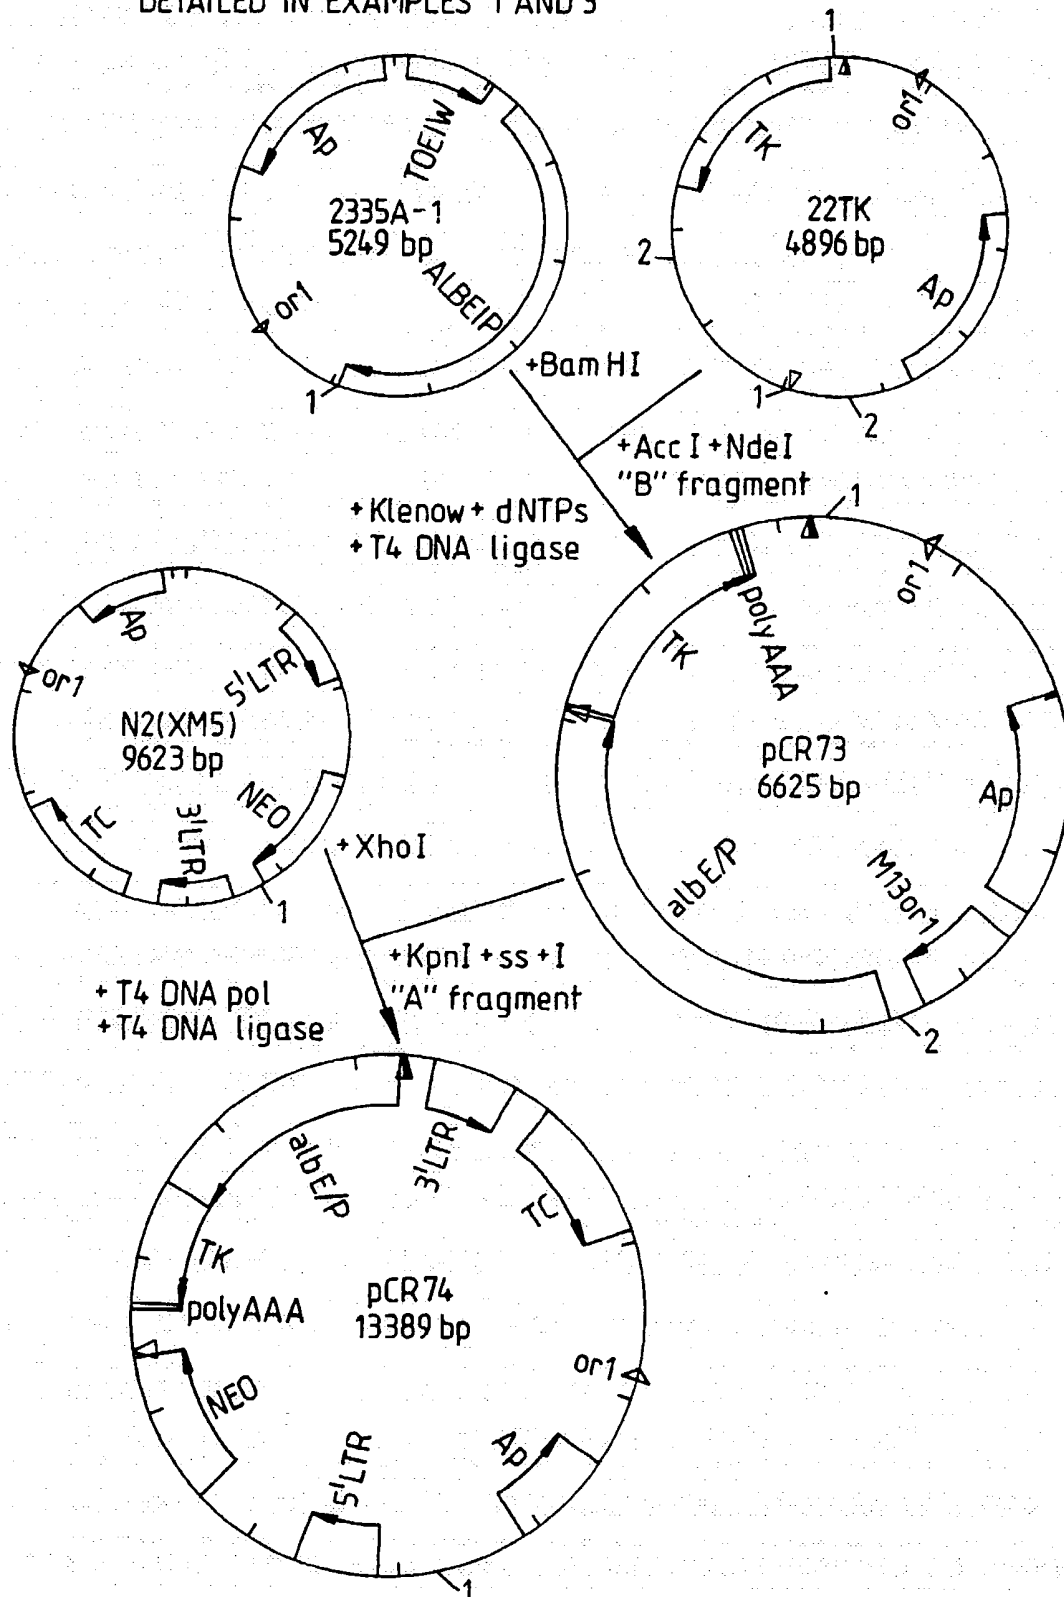 DETAILED IN EXAMPLES 1 AND 3
1
Ap
TOEIW
2335A-1
5249 bp
ALBEIP
or1
1
TK
or1
22TK
4896 bp
2
Ap
1
2
+Bam HI
+Acc I +NdeI
"B" fragment
+ Klenow + dNTPs
+ T4 DNA ligase
1
or1
polyAAA
TK
pCR73
6625 bp
Ap
albE/P
M13or1
2
Ap
or1
5'LTR
N2(XM5)
9623 bp
NEO
TC
3'LTR
1
+XhoI
+KpnI +ss +I
"A" fragment
+ T4 DNA pol
+T4 DNA ligase
albE/P
3'LTR
TC
TK
polyAAA
pCR74
13389 bp
or1
NEO
5'LTR
Ap
1